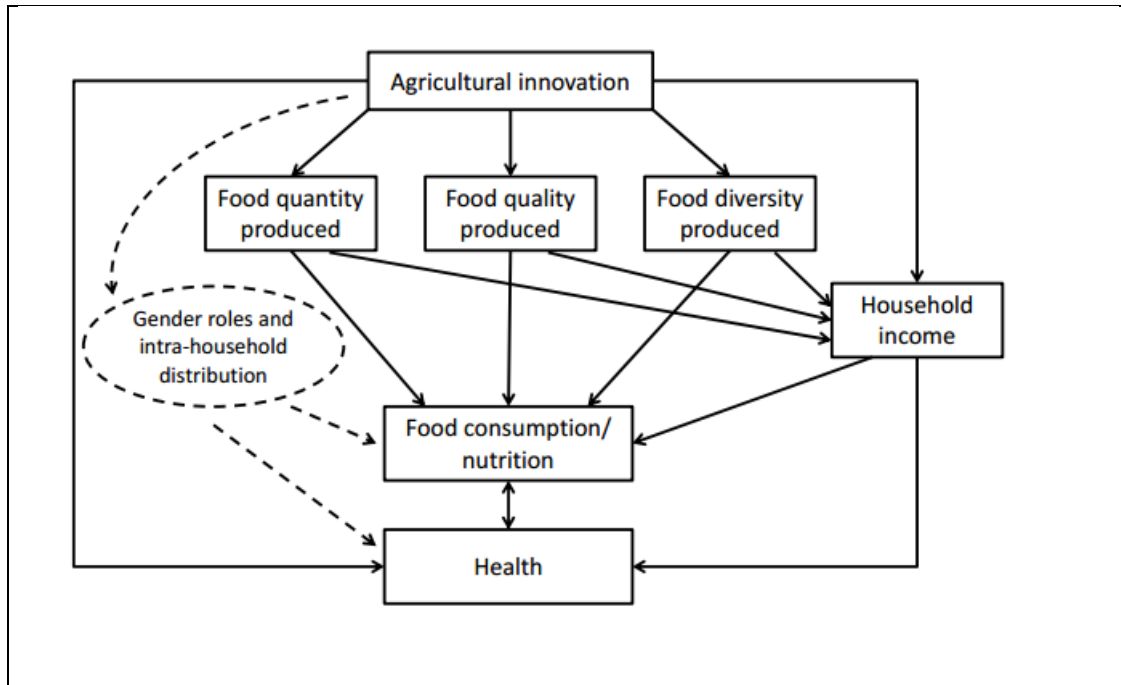 Agricultural innovation
Food quantity
produced
Food quality
produced
Food diversity
produced
Household
income
Gender roles and
intra-household
distribution
Food consumption/
nutrition
Health